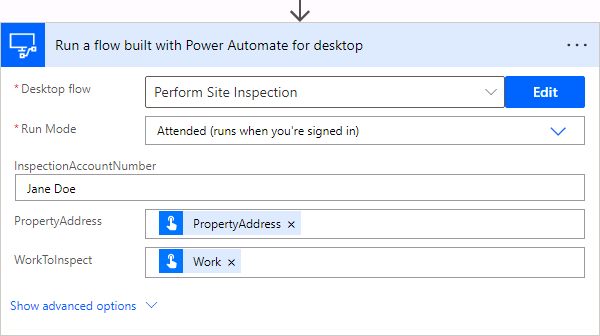 Run a flow built with Power Automate for desktop
* Desktop flow Perform Site Inspection Edit
* Run Mode Attended (runs when you're signed in)
InspectionAccountNumber
Jane Doe
PropertyAddress PropertyAddress ×
WorkToInspect Work ×
Show advanced options